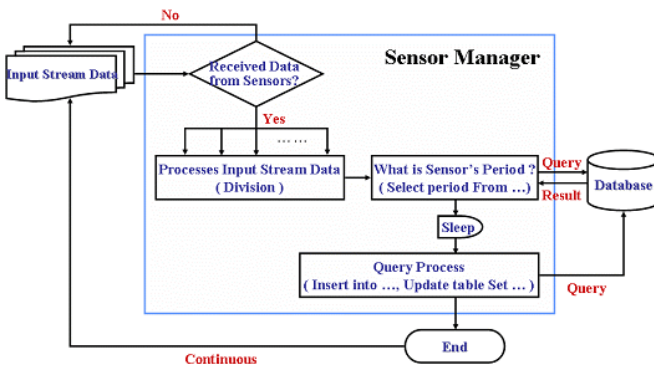 No
Sensor Manager
Input Stream Data
Received Data
from Sensors?
Yes
... ...
Processes Input Stream Data
( Division )
What is Sensor's Period ?
( Select period From ...)
Query
Result
Database
Sleep
Query Process
( Insert into ..., Update table Set ... )
Query
End
Continuous